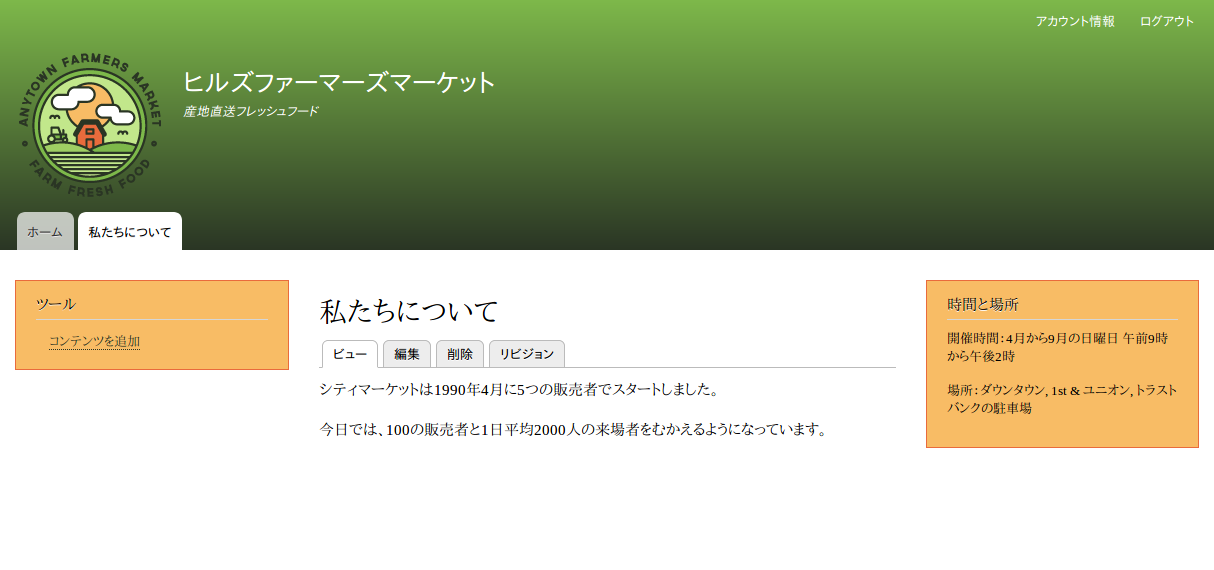 アカウント情報 ログアウト
ANYTOWN FARMERS MARKET
FARM FRESH FOOD
ヒルズファーマーズマーケット
産地直送フレッシュフード
ホーム 私たちについて
ツール
コンテンツを追加
私たちについて
ビュー 編集 削除 リビジョン
シティマーケットは1990年4月に5つの販売者でスタートしました。
今日では、100の販売者と1日平均2000人の来場者をむかえるようになっています。
時間と場所
開催時間：4月から9月の日曜日 午前9時
から午後2時
場所：ダウンタウン, 1st & ユニオン, トラスト
バンクの駐車場